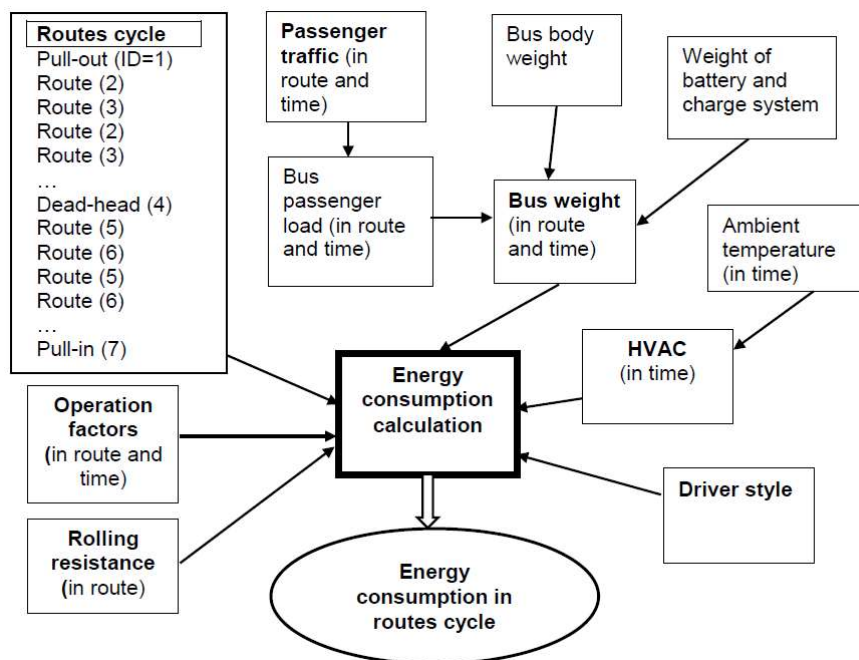 Routes cycle
Pull-out (ID=1)
Route (2)
Route (3)
Route (2)
Route (3)
…
Dead-head (4)
Route (5)
Route (6)
Route (5)
Route (6)
…
Pull-in (7)
Passenger
traffic (in
route and
time)
Bus body
weight
Weight of
battery and
charge system
Bus
passenger
load (in route
and time)
Bus weight
(in route
and time)
Ambient
temperature
(in time)
HVAC
(in time)
Energy
consumption
calculation
Operation
factors
(in route and
time)
Driver style
Rolling
resistance
(in route)
Energy
consumption in
routes cycle